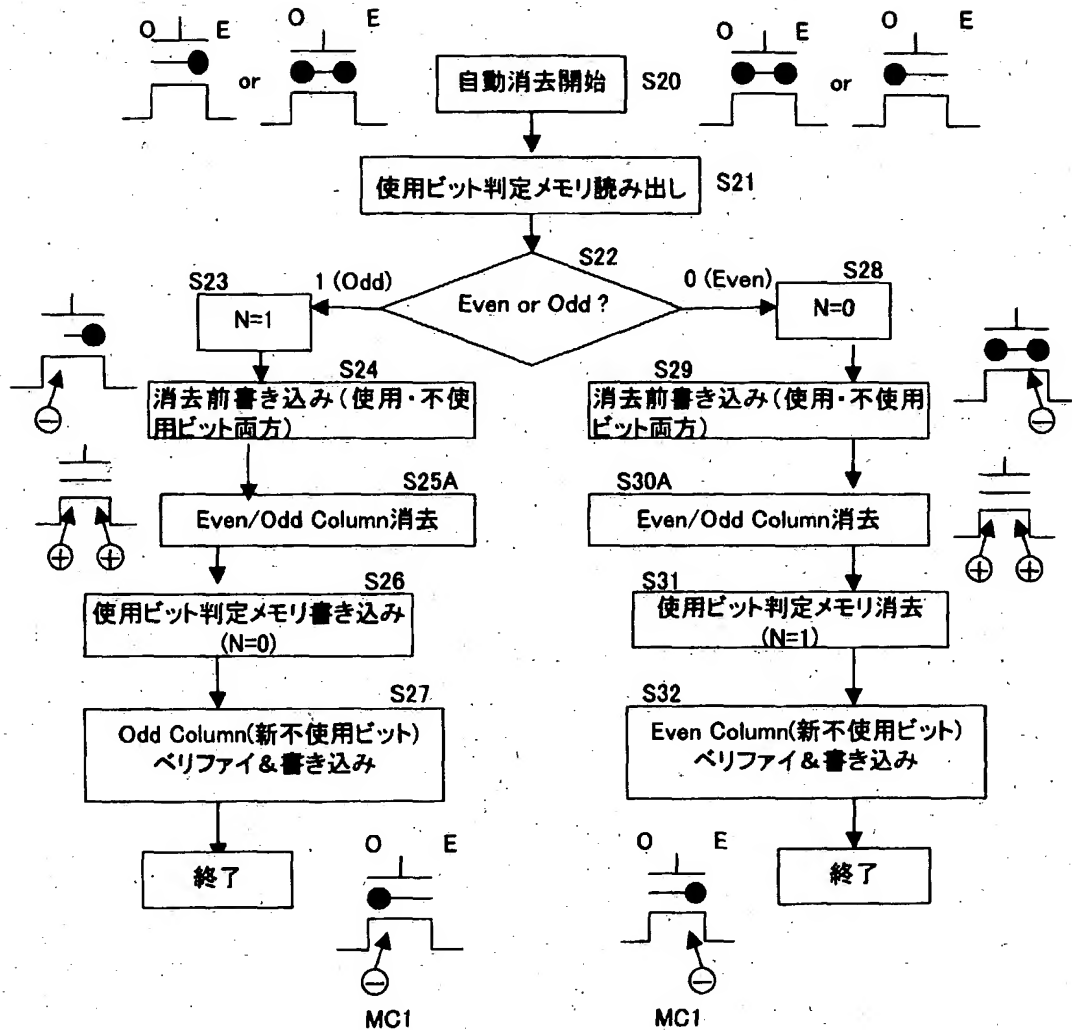 O E
or
O E
自動消去開始
S20
O E
or
O E
使用ビット判定メモリ読み出し
S21
S22
Even or Odd ?
1 (Odd)
0 (Even)
S23
N=1
S28
N=0
S24
消去前書き込み(使用・不使
用ビット両方)
−
S29
消去前書き込み(使用・不使用
ビット両方)
−
S25A
Even/Odd Column消去
+ +
S30A
Even/Odd Column消去
+ +
S26
使用ビット判定メモリ書き込み
(N=0)
S31
使用ビット判定メモリ消去
(N=1)
S27
Odd Column(新不使用ビット)
ベリファイ&書き込み
S32
Even Column(新不使用ビット)
ベリファイ&書き込み
終了
O E
−
MC1
O E
−
MC1
終了